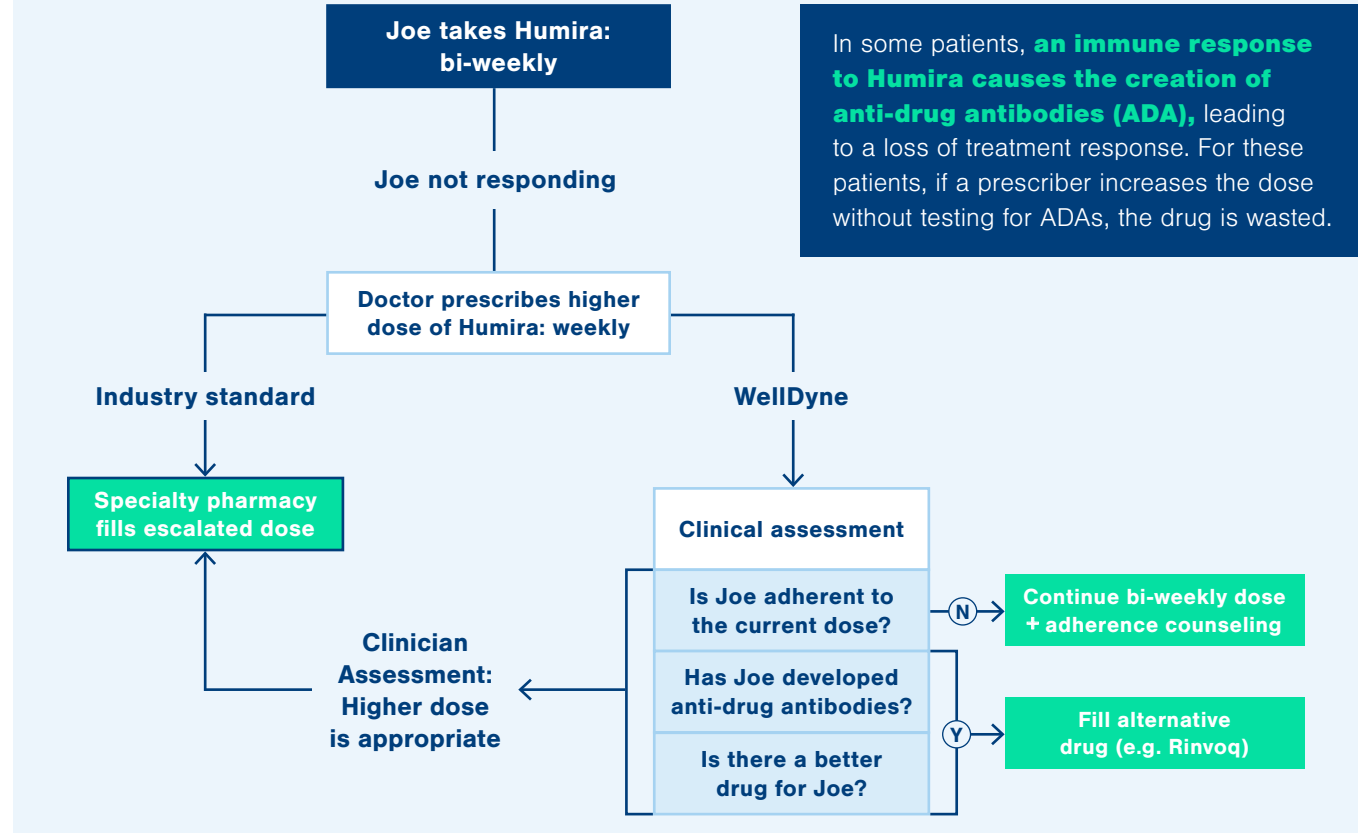 Joe takes Humira:
bi-weekly
In some patients, an immune response
to Humira causes the creation of
anti-drug antibodies (ADA), leading
to a loss of treatment response. For these
patients, if a prescriber increases the dose
without testing for ADAs, the drug is wasted.
Joe not responding
Doctor prescribes higher
dose of Humira: weekly
Industry standard
WellDyne
Specialty pharmacy
fills escalated dose
Clinical assessment
Is Joe adherent to
the current dose?
N
Continue bi-weekly dose
+ adherence counseling
Clinician
Assessment:
Higher dose
is appropriate
Has Joe developed
anti-drug antibodies?
Y
Fill alternative
drug (e.g. Rinvoq)
Is there a better
drug for Joe?